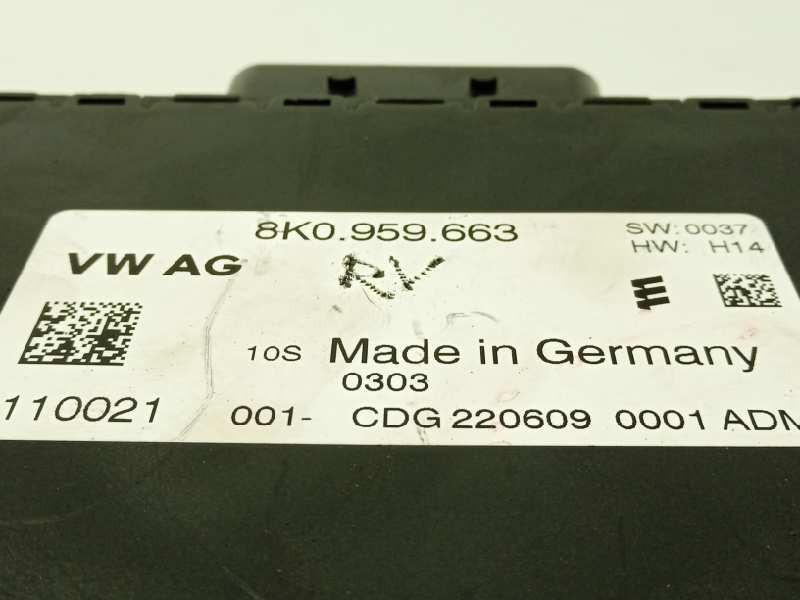 8K0.959.663
SW:0037
HW: H14
VW AG
RV
10S Made in Germany
0303
110021 001- CDG 220609 0001 ADM